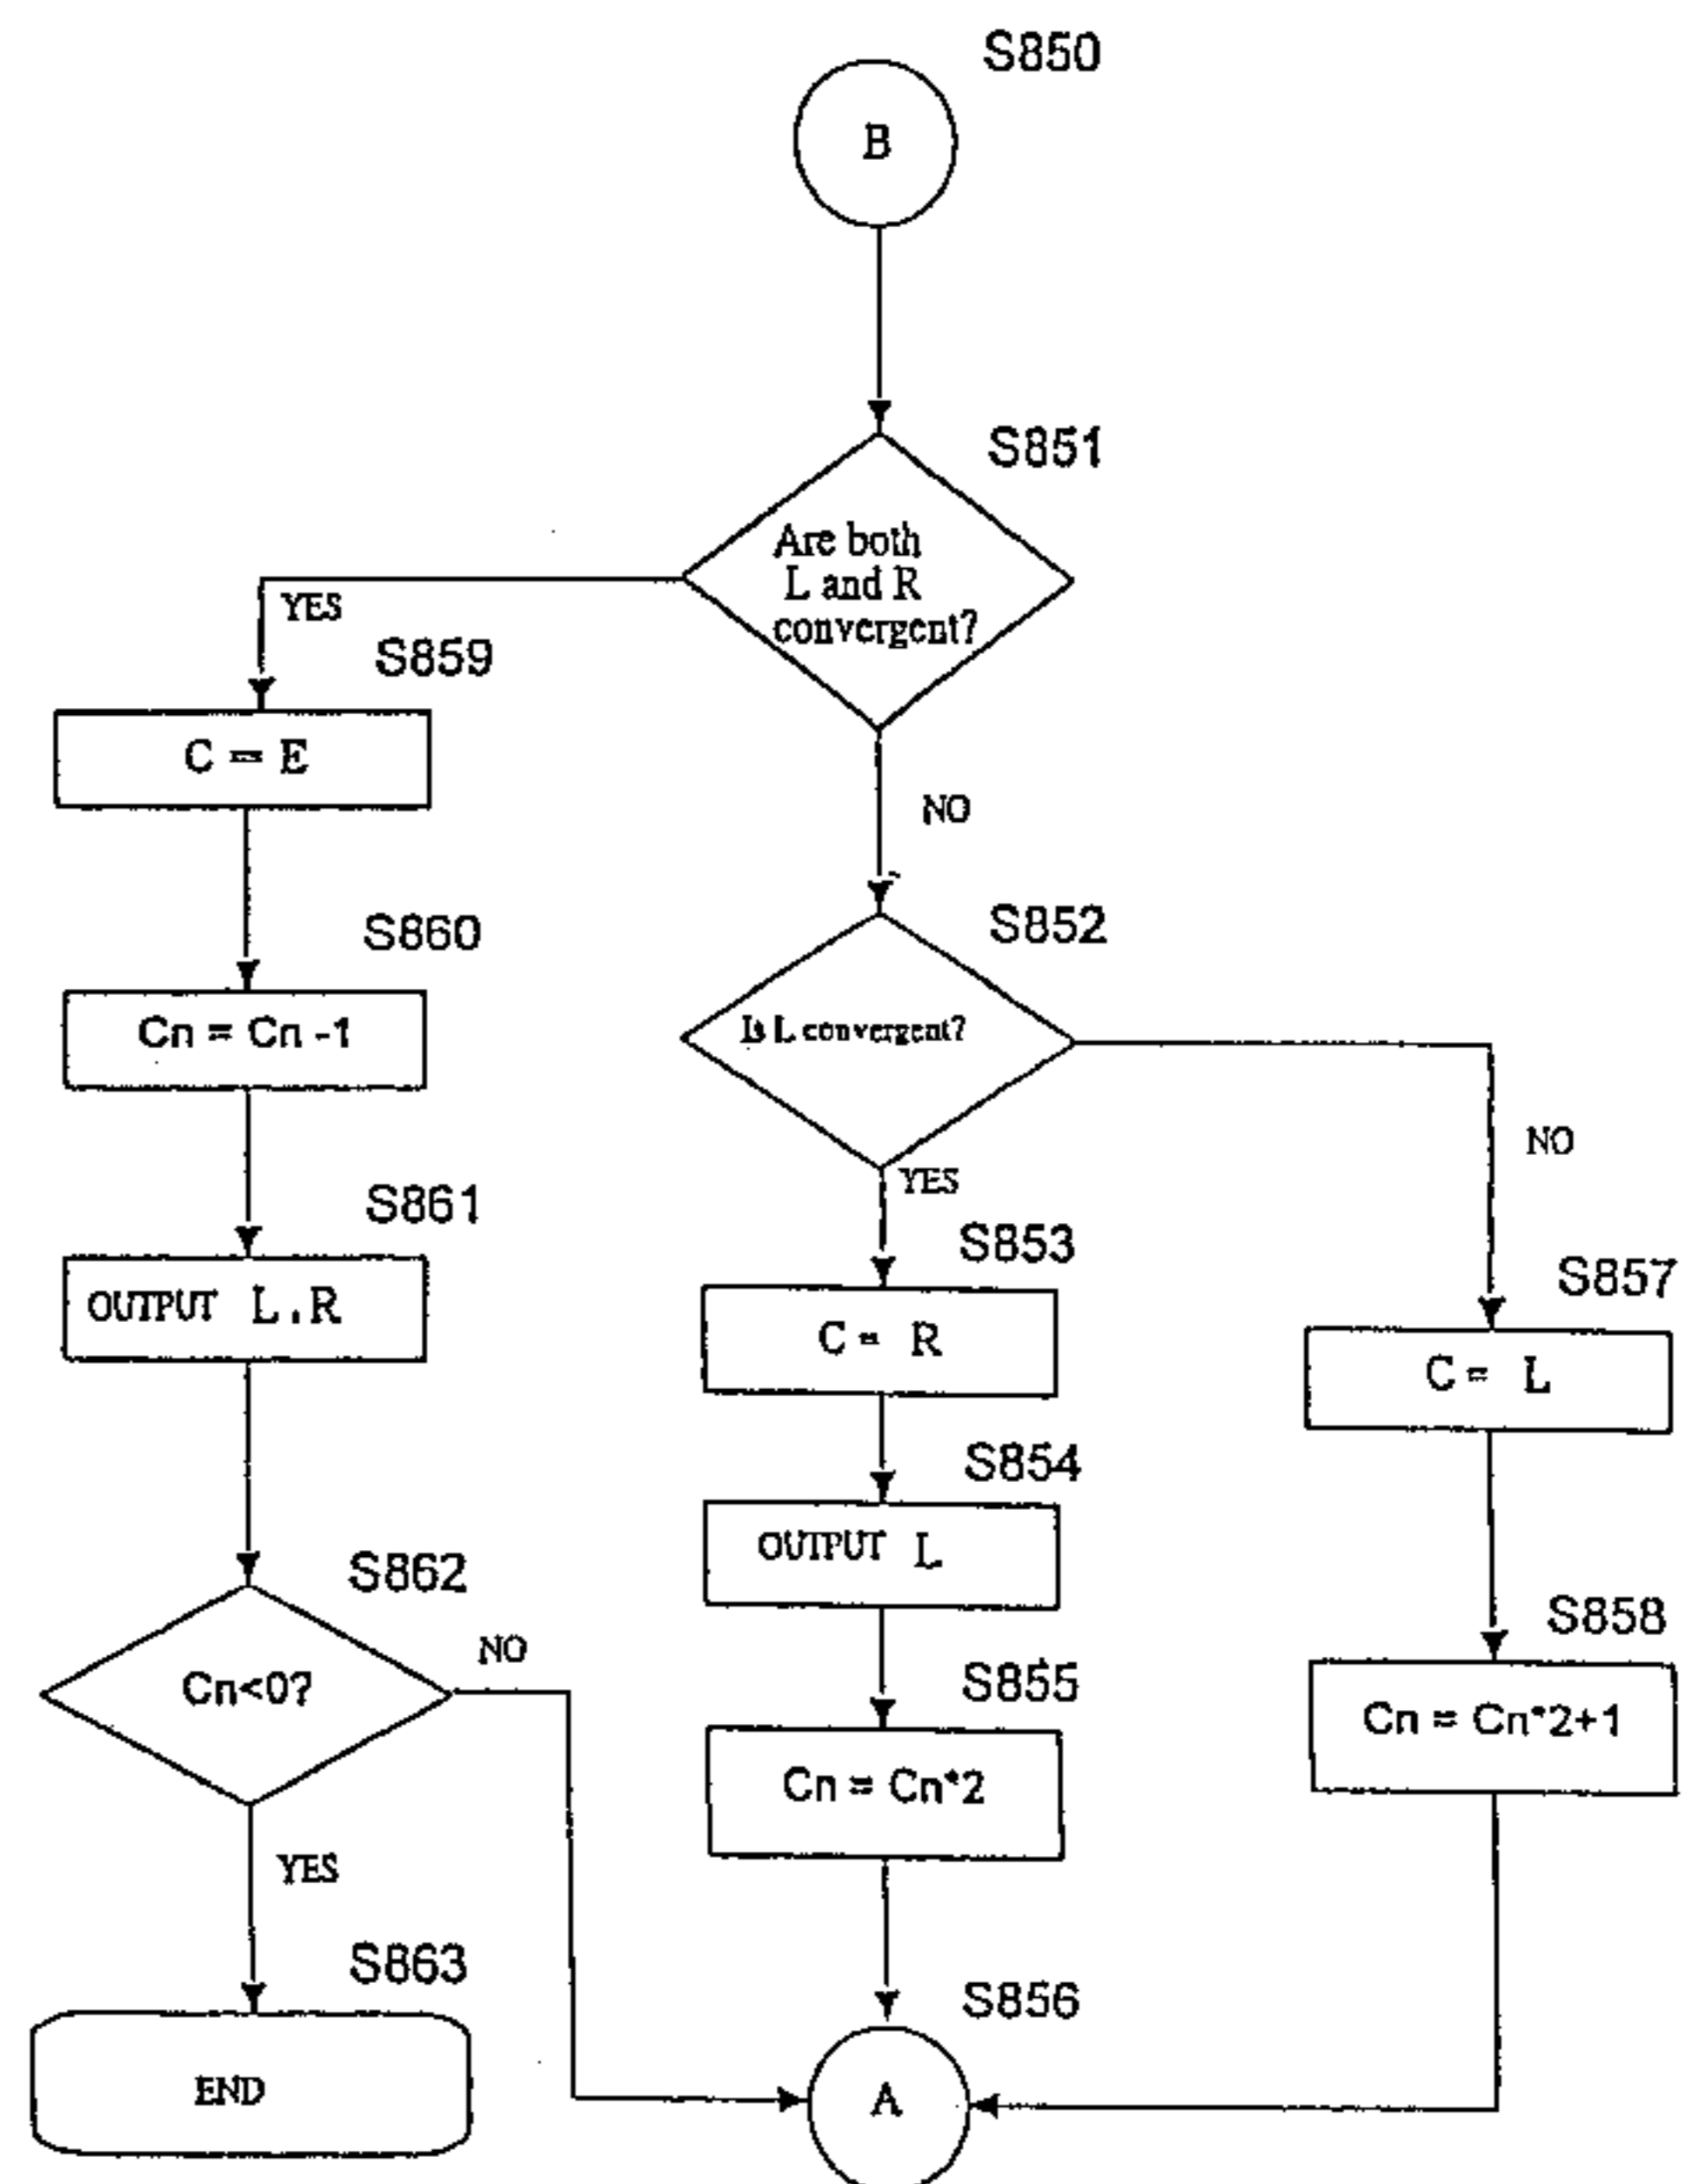 S850
B
S851
Are both
L and R
convergent?
YES
S859
C = E
NO
S860
S852
Cn = Cn -1
Is L convergent?
NO
YES
S861
S853
S857
OUTPUT L.R
C = R
C = L
S854
OUTPUT L
S862
S858
NO
Cn<0?
S855
Cn = Cn*2+1
Cn = Cn*2
YES
S863
S856
END
A